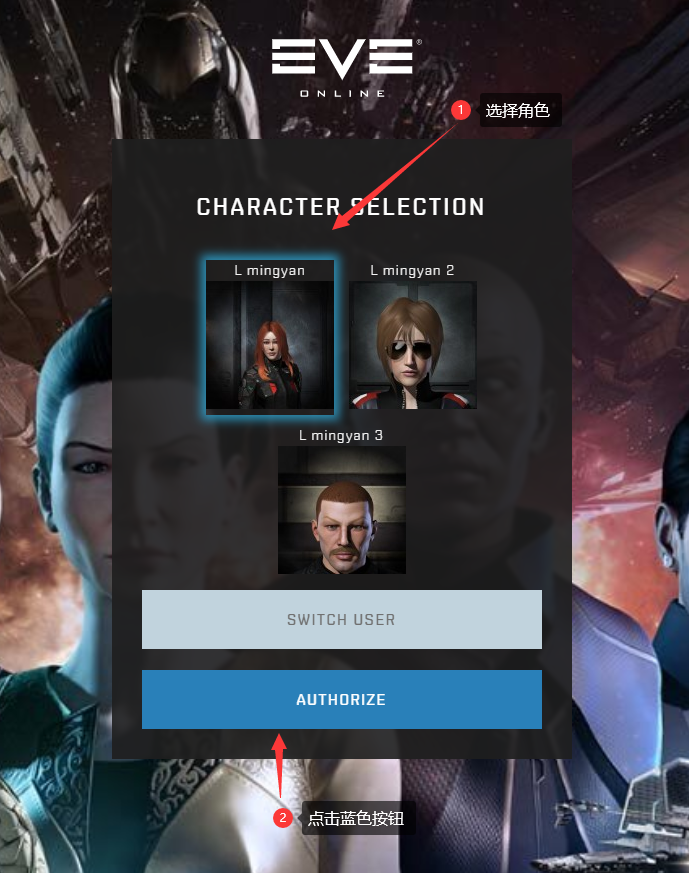 EVE®
ONLINE
1 选择角色
CHARACTER SELECTION
L mingyan
L mingyan 2
L mingyan 3
SWITCH USER
AUTHORIZE
2 点击蓝色按钮